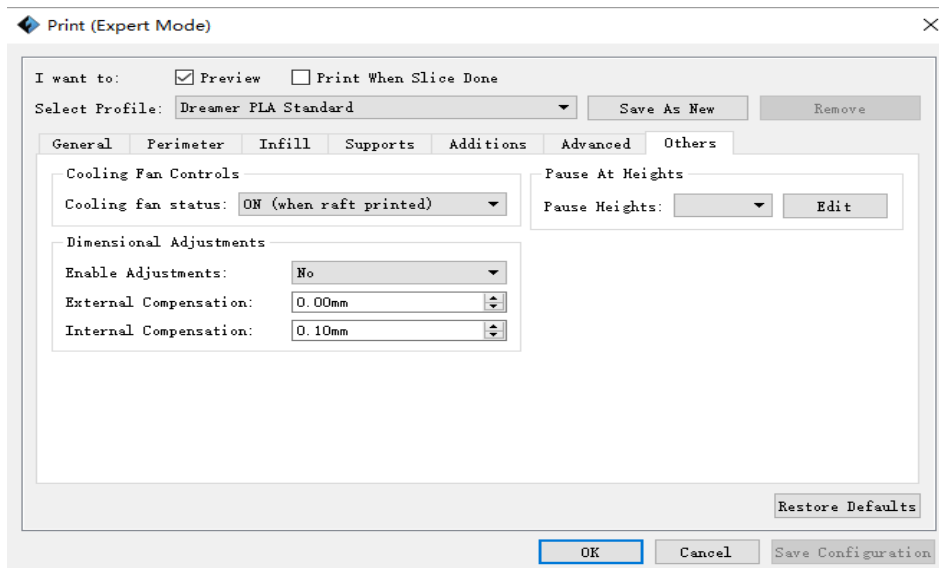 Print (Expert Mode)
I want to: Preview Print When Slice Done
Select Profile: Dreamer PLA Standard Save As New Remove
General Perimeter Infill Supports Additions Advanced Others
Cooling Fan Controls
Cooling fan status: ON (when raft printed)
Pause At Heights
Pause Heights: Edit
Dimensional Adjustments
Enable Adjustments: No
External Compensation: 0.00mm
Internal Compensation: 0.10mm
Restore Defaults
OK Cancel Save Configuration